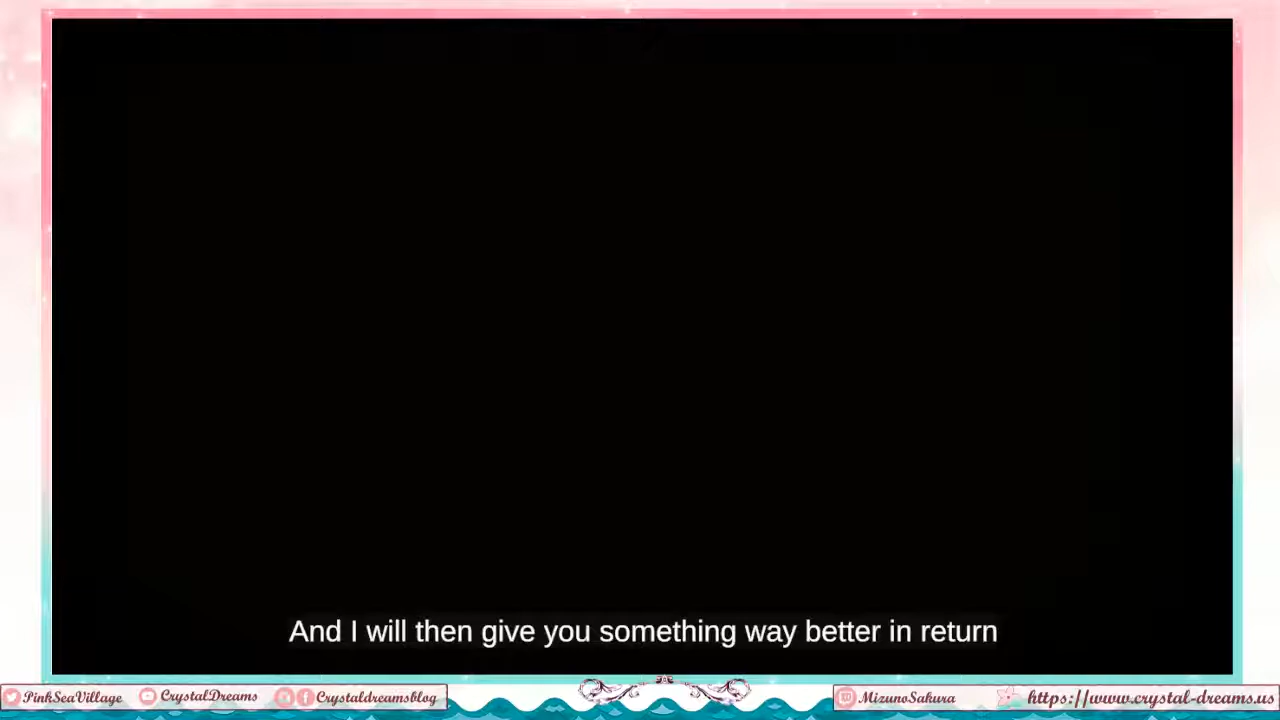 And I will then give you something way better in return
PinkSeaVillage CrystalDreams Crystaldreamsblog MizunoSakura https://www.crystal-dreams.us